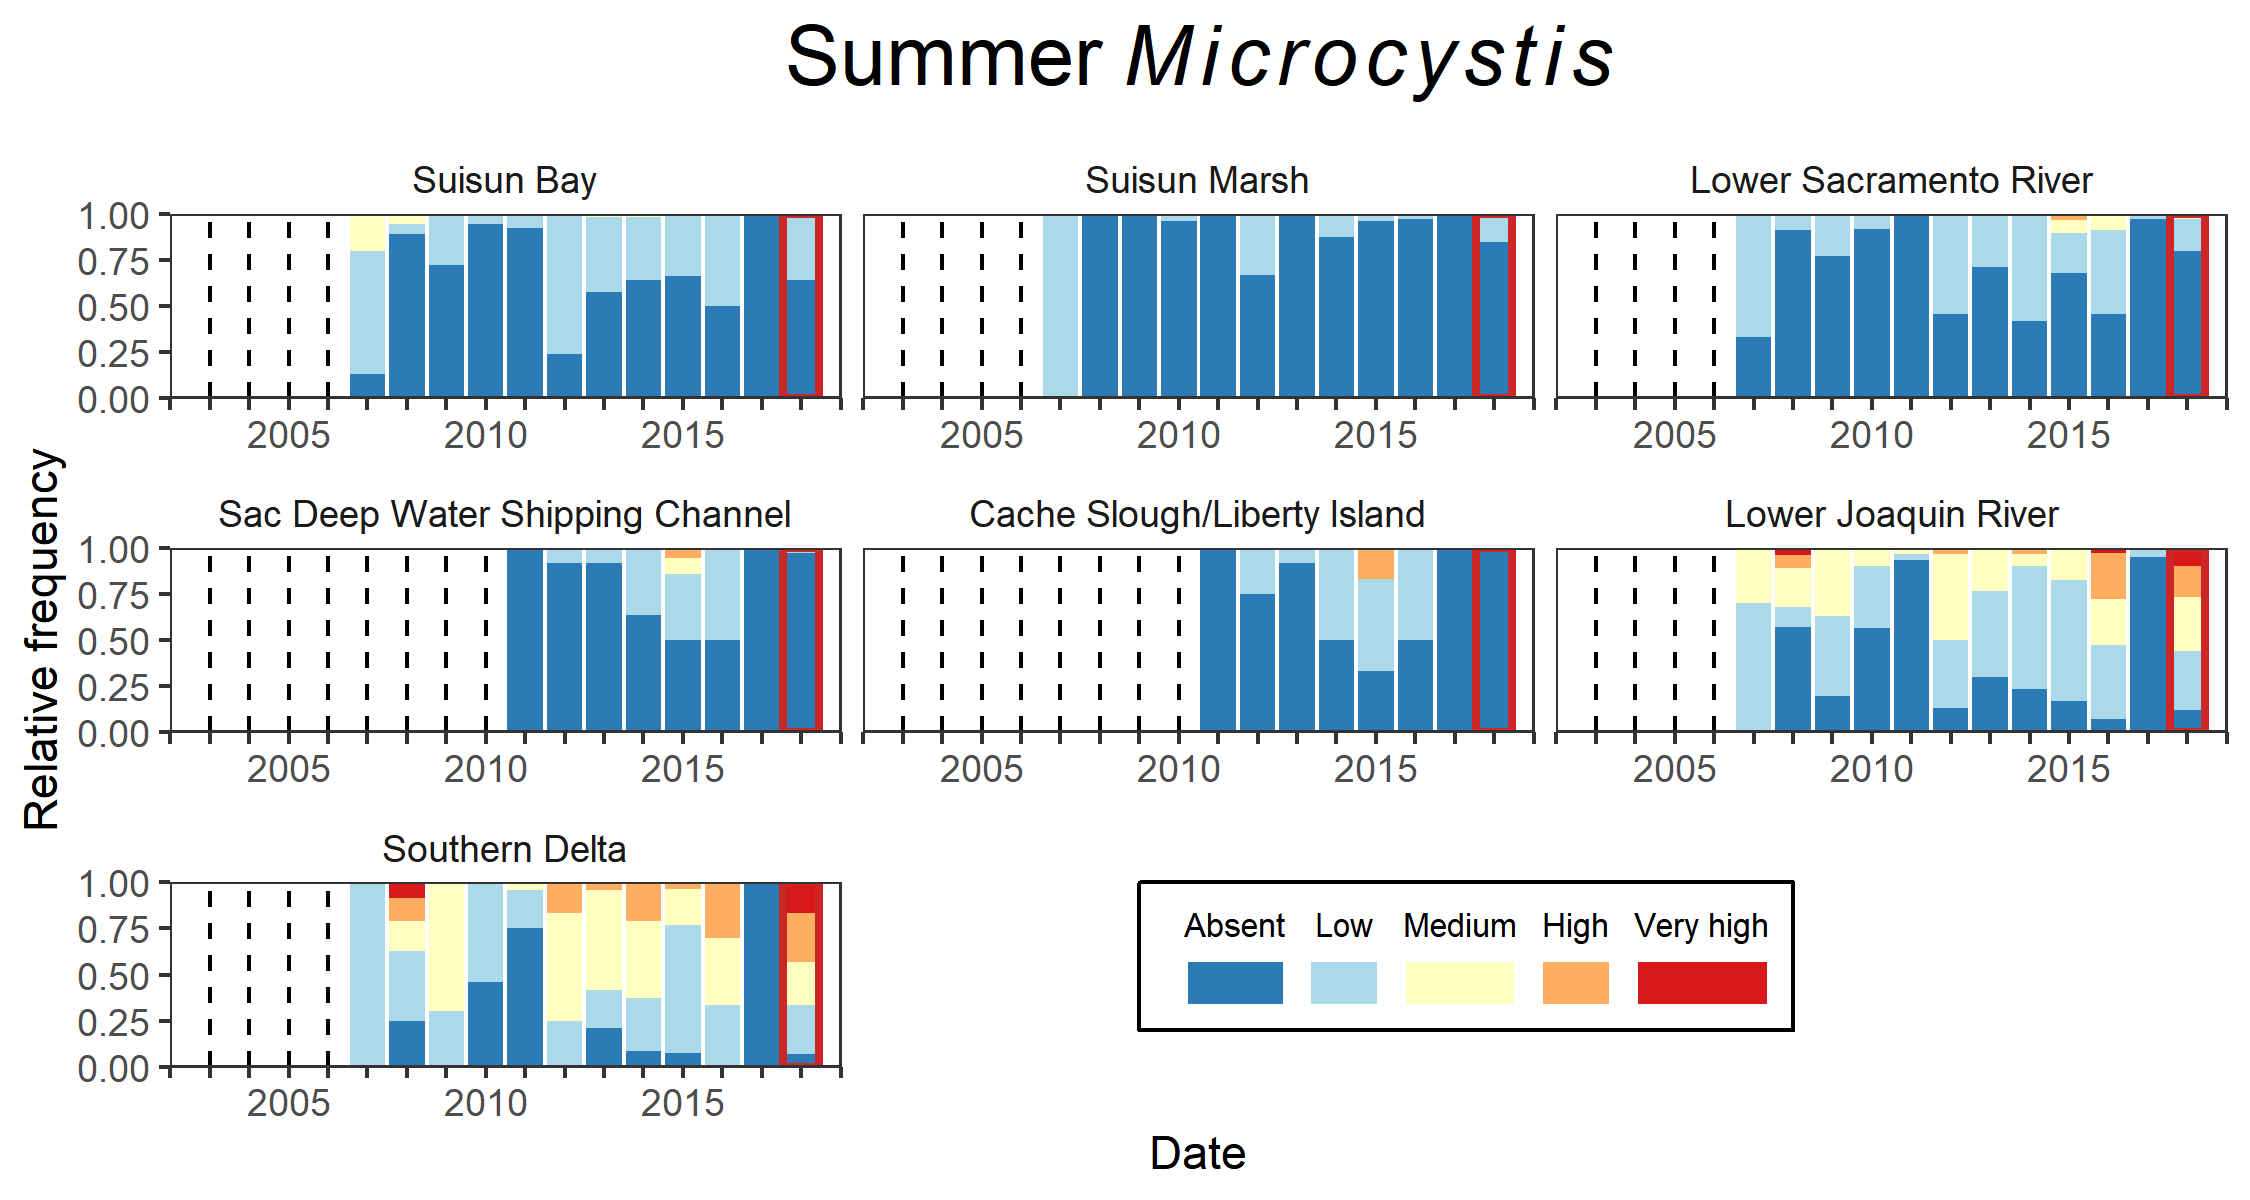 Summer Microcystis
Suisun Bay
Suisun Marsh
Lower Sacramento River
1.00
0.75
0.50
0.25
0.00
2005 2010 2015
2005 2010 2015
2005 2010 2015
Relative frequency
Sac Deep Water Shipping Channel
Cache Slough/Liberty Island
Lower Joaquin River
1.00
0.75
0.50
0.25
0.00
2005 2010 2015
2005 2010 2015
2005 2010 2015
Southern Delta
1.00
0.75
0.50
0.25
0.00
2005 2010 2015
Absent Low Medium High Very high
Date